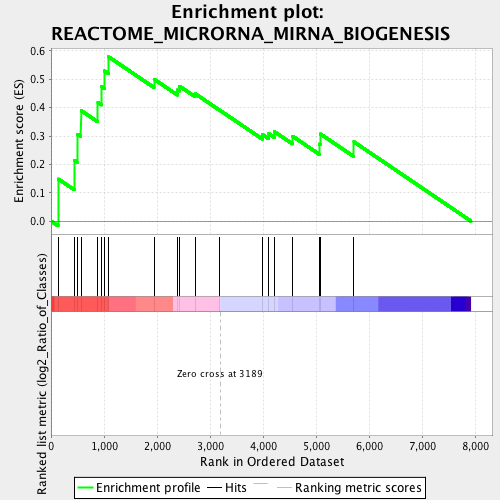 Enrichment plot:
REACTOME_MICRORNA_MIRNA_BIOGENESIS
Enrichment score (ES)
0.6
0.5
0.4
0.3
0.2
0.1
0.0
Ranked list metric (log2_Ratio_of_Classes)
Zero cross at 3189
0
1,000
2,000
3,000
4,000
5,000
6,000
7,000
8,000
Rank in Ordered Dataset
Enrichment profile
Hits
Ranking metric scores